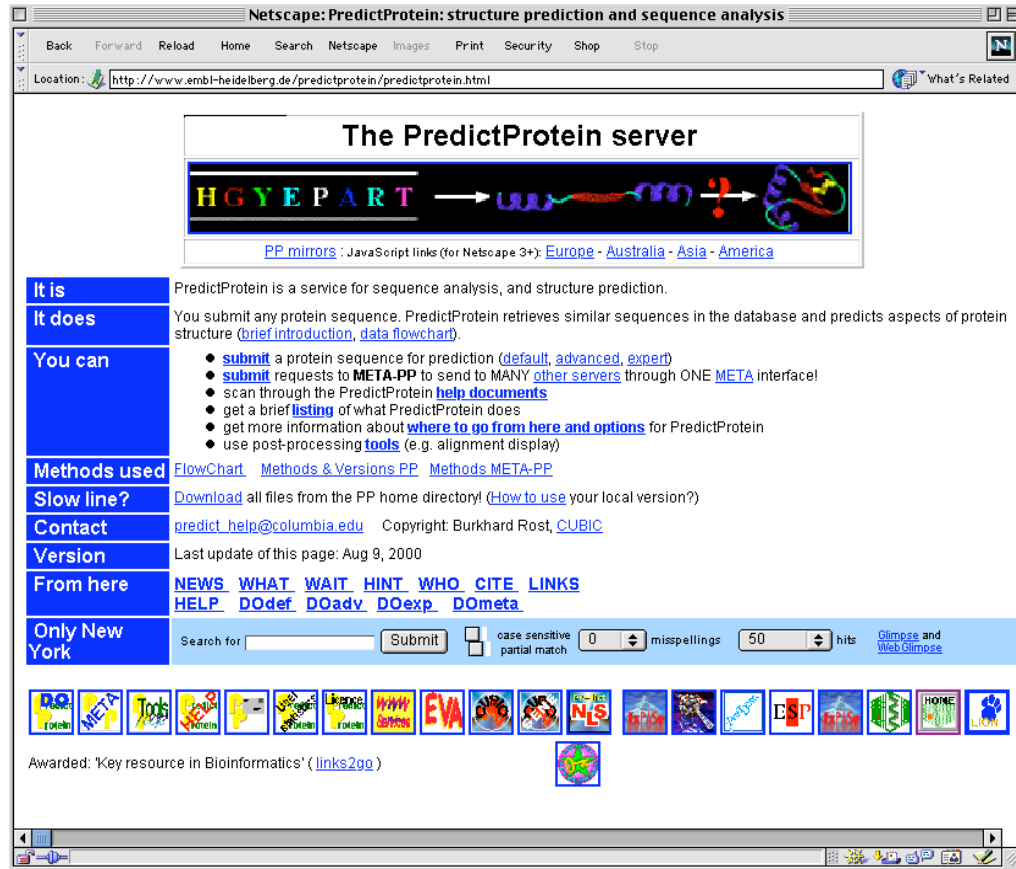 Netscape: PredictProtein: structure prediction and sequence analysis
Back Forward Reload Home Search Netscape Images Print Security Shop Stop
N
Location: http://www.embl-heidelberg.de/predictprotein/predictprotein.html What's Related
The PredictProtein server
H G Y E P A R T ?
PP mirrors : JavaScript links (for Netscape 3+): Europe - Australia - Asia - America
It is PredictProtein is a service for sequence analysis, and structure prediction.
It does You submit any protein sequence. PredictProtein retrieves similar sequences in the database and predicts aspects of protein
structure (brief introduction, data flowchart).
You can
submit a protein sequence for prediction (default, advanced, expert)
submit requests to META-PP to send to MANY other servers through ONE META interface!
scan through the PredictProtein help documents
get a brief listing of what PredictProtein does
get more information about where to go from here and options for PredictProtein
use post-processing tools (e.g. alignment display)
Methods used FlowChart Methods & Versions PP Methods META-PP
Slow line? Download all files from the PP home directory! (How to use your local version?)
Contact predict_help@columbia.edu Copyright: Burkhard Rost, CUBIC
Version Last update of this page: Aug 9, 2000
From here NEWS WHAT WAIT HINT WHO CITE LINKS
HELP DOdef DOadv DOexp DOmeta
Only New York Search for Submit case sensitive partial match 0 misspellings 50 hits Glimpse and WebGlimpse
DO META Tools HELP Licence WWW Services EVA CUBIC NLS ExPASy ESP ExPASy HOME LION
Awarded: 'Key resource in Bioinformatics' ( links2go )